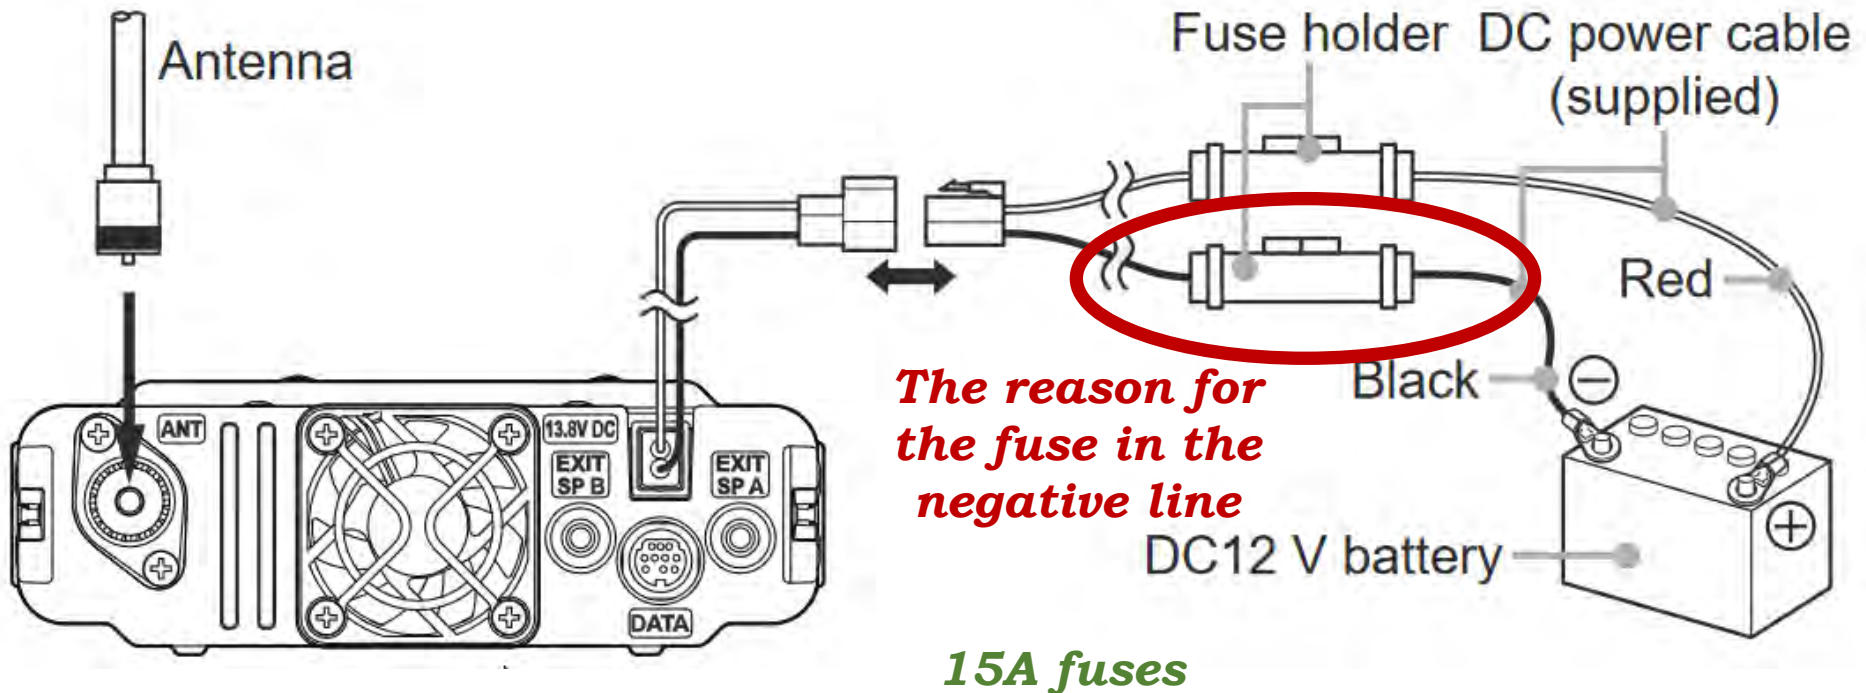 Antenna
Fuse holder
DC power cable
(supplied)
Red
Black
The reason for
the fuse in the
negative line
DC12 V battery
ANT
13.8V DC
EXIT
SP B
EXIT
SP A
DATA
15A fuses